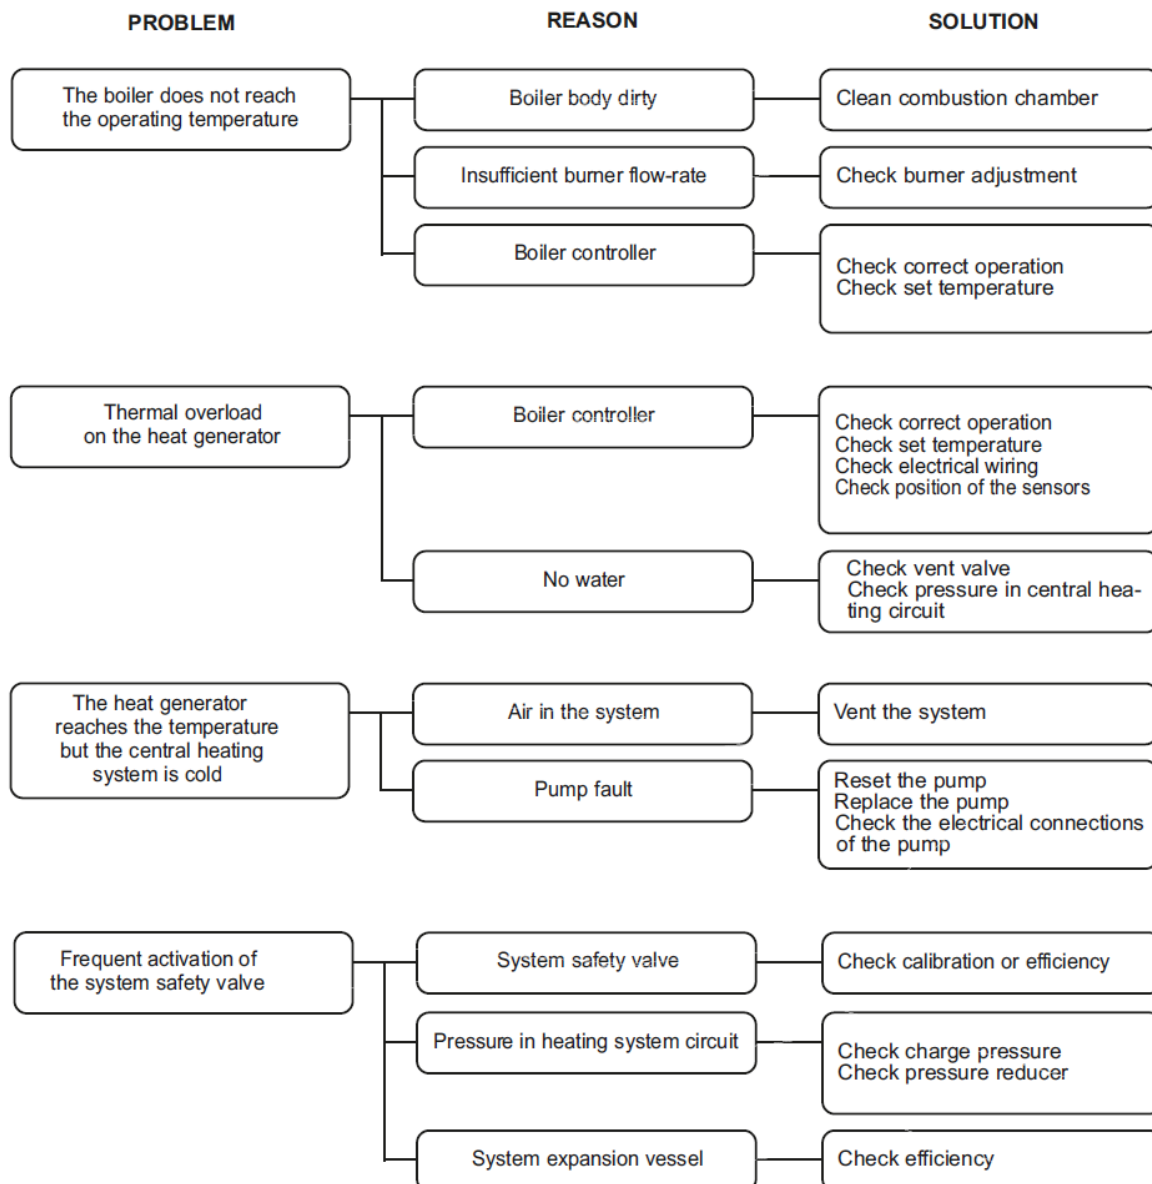 PROBLEM
REASON
SOLUTION
The boiler does not reach
the operating temperature
Boiler body dirty
Clean combustion chamber
Insufficient burner flow-rate
Check burner adjustment
Boiler controller
Check correct operation
Check set temperature
Thermal overload
on the heat generator
Boiler controller
Check correct operation
Check set temperature
Check electrical wiring
Check position of the sensors
No water
Check vent valve
Check pressure in central hea-
ting circuit
The heat generator
reaches the temperature
but the central heating
system is cold
Air in the system
Vent the system
Pump fault
Reset the pump
Replace the pump
Check the electrical connections
of the pump
Frequent activation of
the system safety valve
System safety valve
Check calibration or efficiency
Pressure in heating system circuit
Check charge pressure
Check pressure reducer
System expansion vessel
Check efficiency